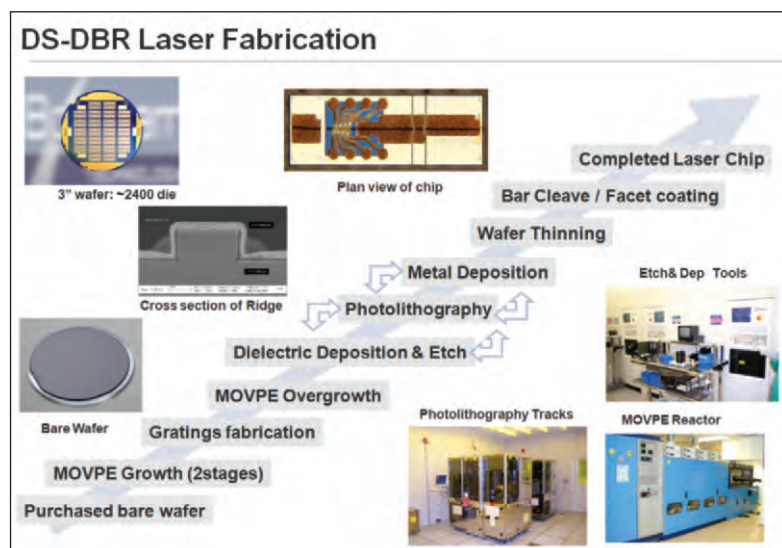 DS-DBR Laser Fabrication
3" wafer: ~2400 die
Plan view of chip
Completed Laser Chip
Bar Cleave / Facet coating
Wafer Thinning
Metal Deposition
Etch& Dep Tools
Cross section of Ridge
Photolithography
Dielectric Deposition & Etch
MOVPE Overgrowth
Bare Wafer
Gratings fabrication
Photolithography Tracks
MOVPE Reactor
MOVPE Growth (2stages)
Purchased bare wafer